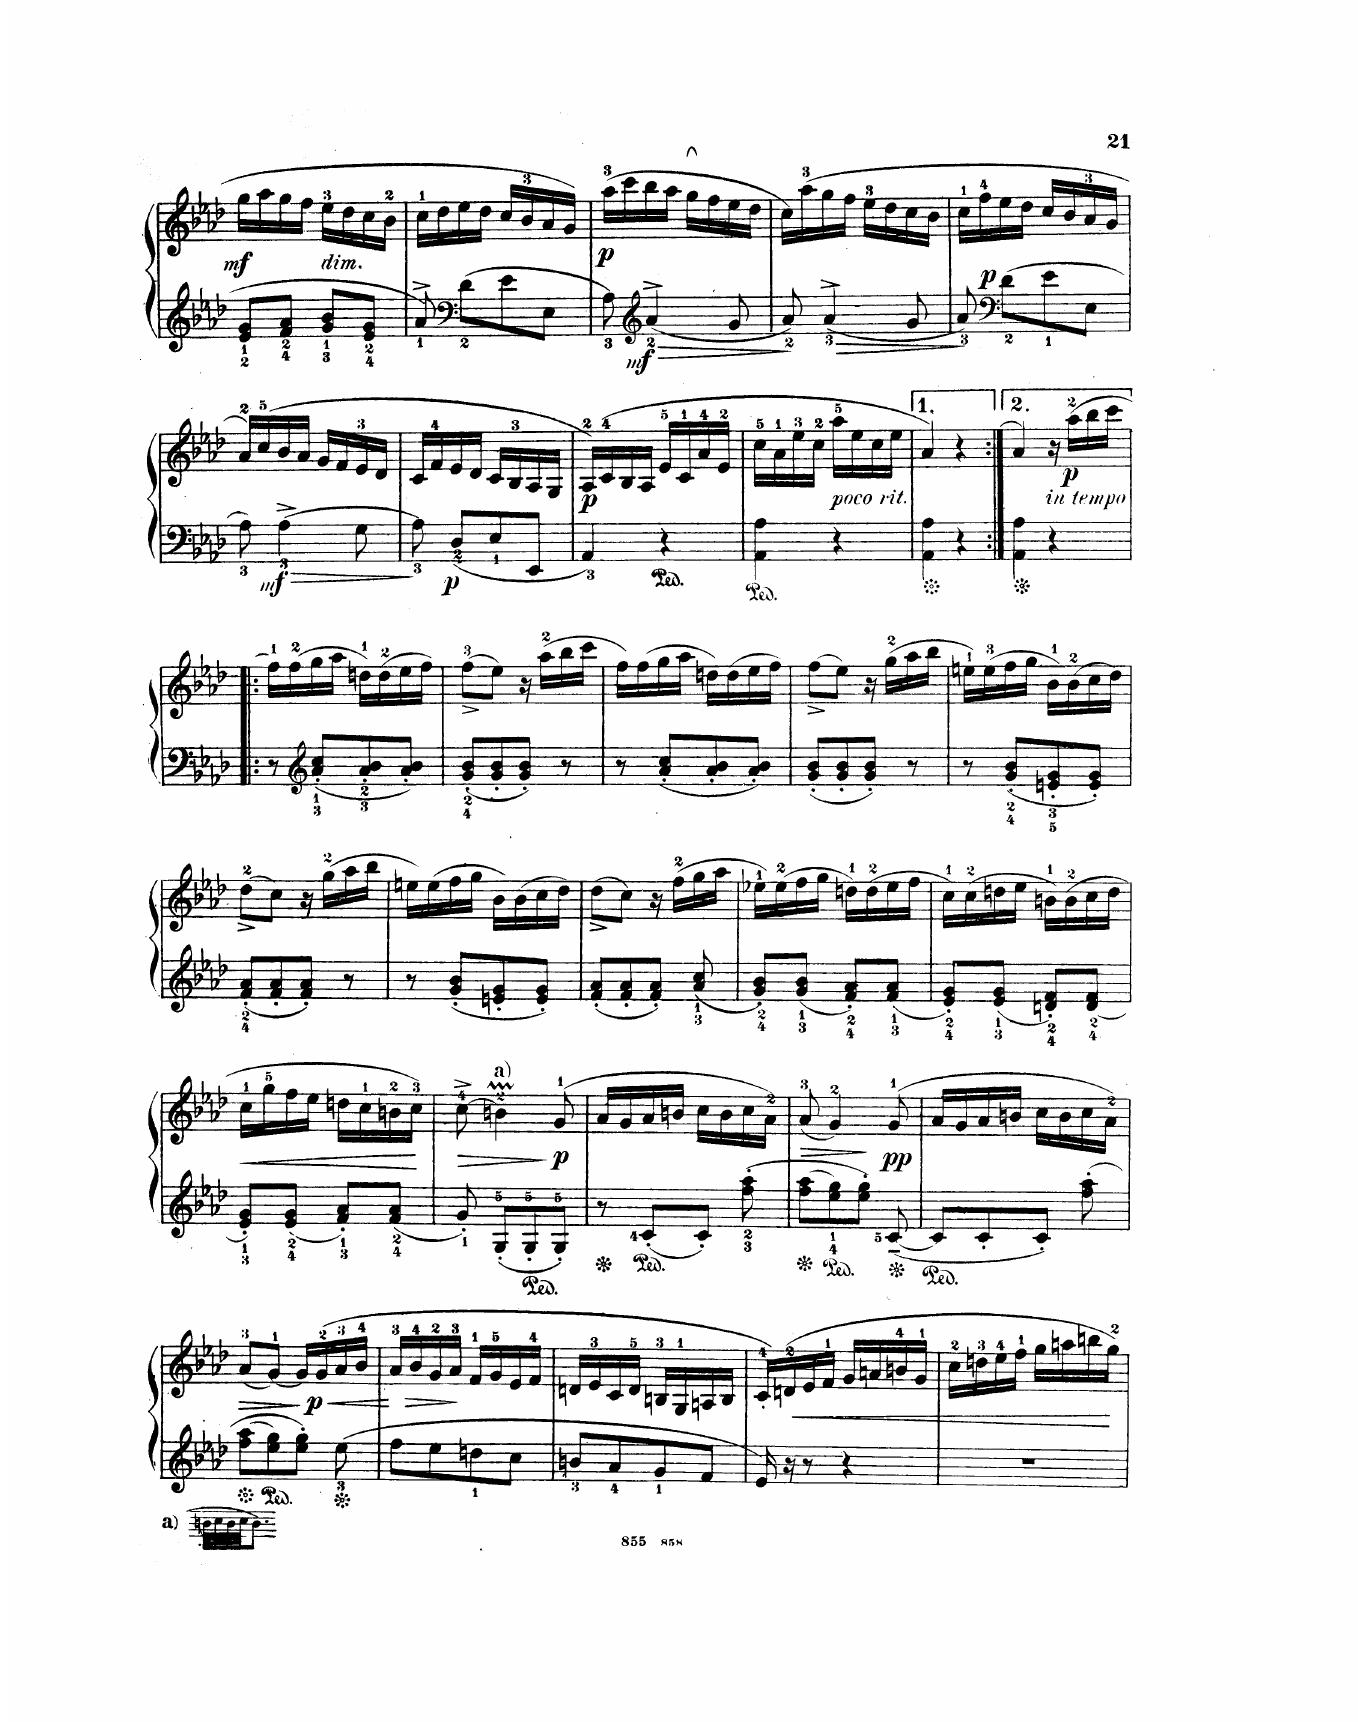 21
mf dim. p mf p
mf p p poco rit. 1. 2. p in tempo
Ped. Ped.
a)
p pp
Ped. Ped. Ped. Ped.
p
Ped.
a)
855 858